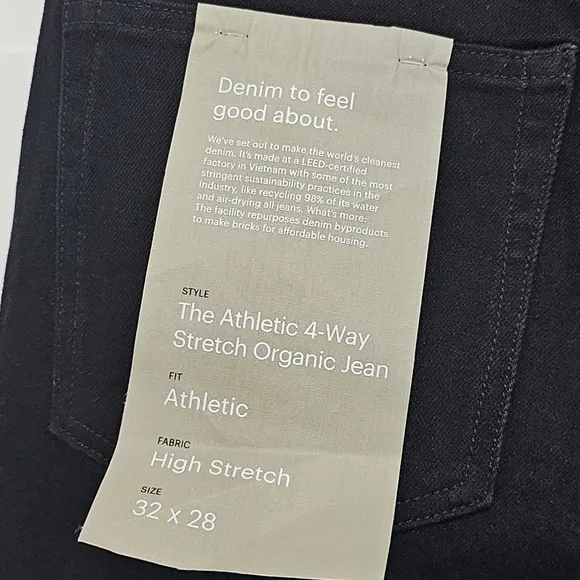 Denim to feel
good about.
We've set out to make the world's cleanest
denim. It's made at a LEED-certified
factory in Vietnam with some of the most
stringent sustainability practices in the
industry, like recycling 98% of its water
and air-drying all jeans. What's more:
The facility repurposes denim byproducts
to make bricks for affordable housing.
STYLE
The Athletic 4-Way
Stretch Organic Jean
FIT
Athletic
FABRIC
High Stretch
SIZE
32 x 28